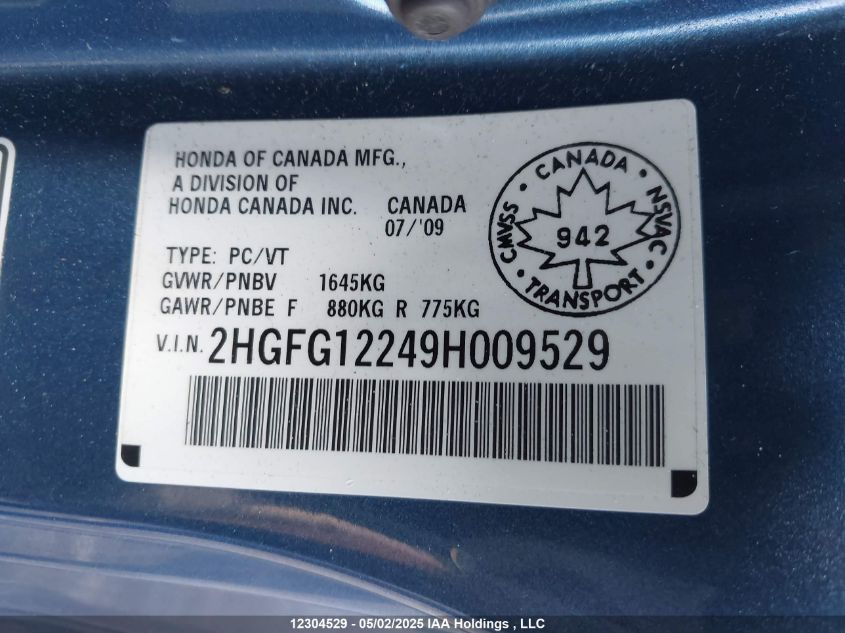 HONDA OF CANADA MFG.,
A DIVISION OF
HONDA CANADA INC. CANADA
07/'09
TYPE: PC/VT
GVWR/PNBV 1645KG
GAWR/PNBE F 880KG R 775KG
V.I.N. 2HGFG12249H009529
CANADA
CMVSS
942
NSVAC
TRANSPORT
12304529 - 05/02/2025 IAA Holdings , LLC